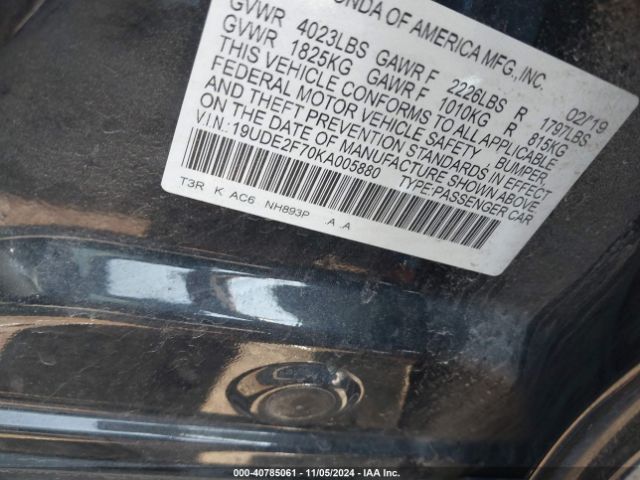 ONDA OF AMERICA MFG., INC. 02/19
GVWR 4023LBS GAWR F 2226LBS R 1797LBS
GVWR 1825KG GAWR F 1010KG R 815KG
THIS VEHICLE CONFORMS TO ALL APPLICABLE
FEDERAL MOTOR VEHICLE SAFETY, BUMPER,
AND THEFT PREVENTION STANDARDS IN EFFECT
ON THE DATE OF MANUFACTURE SHOWN ABOVE.
VIN: 19UDE2F70KA005880 TYPE:PASSENGER CAR
T3R K AC6 NH893P .A .A
000-40785061 - 11/05/2024 - IAA Inc.